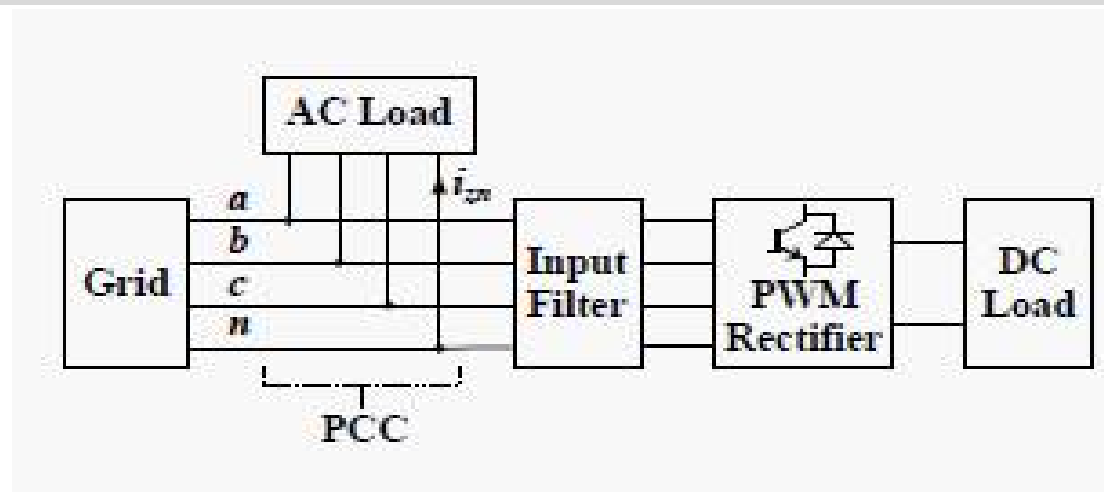 AC Load
i_zn
a
b
c
n
Grid
Input
Filter
PWM
Rectifier
DC
Load
PCC